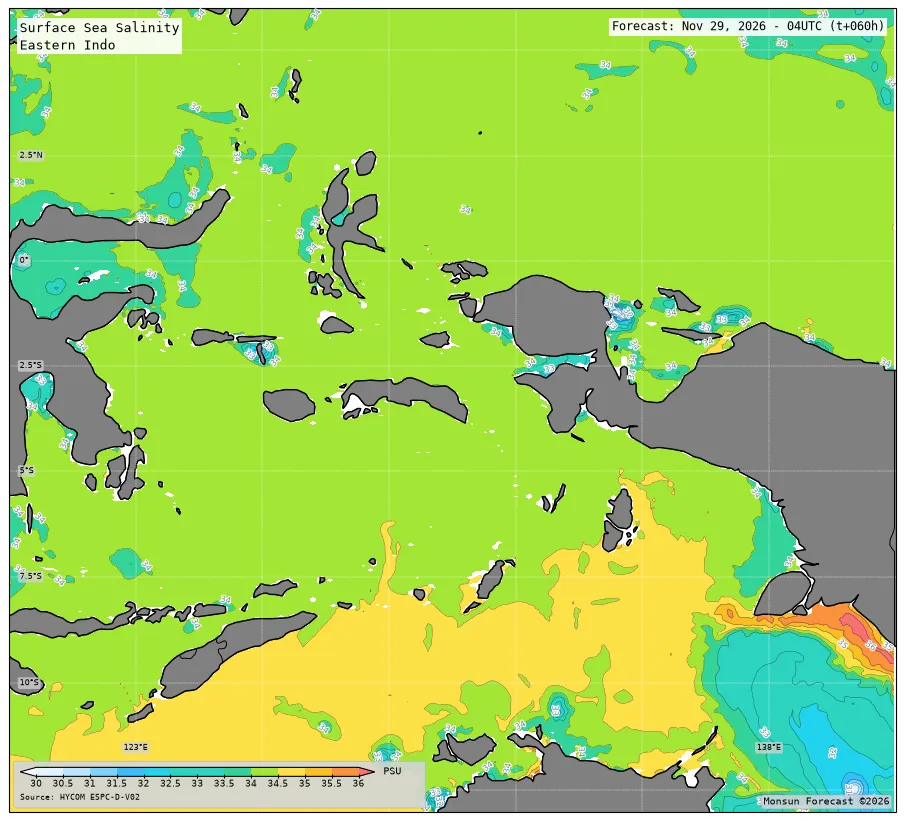 Surface Sea Salinity
Eastern Indo
Forecast: Nov 29, 2026 - 04UTC (t+060h)
2.5°N
0°
2.5°S
5°S
7.5°S
10°S
123°E
138°E
PSU
30 30.5 31 31.5 32 32.5 33 33.5 34 34.5 35 35.5 36
Source: HYCOM ESPC-D-V02
Monsun Forecast ©2026